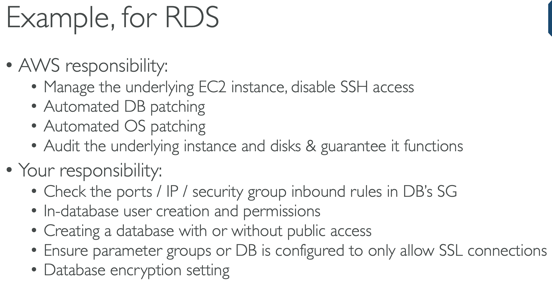 Example, for RDS
• AWS responsibility:
• Manage the underlying EC2 instance, disable SSH access
• Automated DB patching
• Automated OS patching
• Audit the underlying instance and disks & guarantee it functions
• Your responsibility:
• Check the ports / IP / security group inbound rules in DB's SG
• In-database user creation and permissions
• Creating a database with or without public access
• Ensure parameter groups or DB is configured to only allow SSL connections
• Database encryption setting